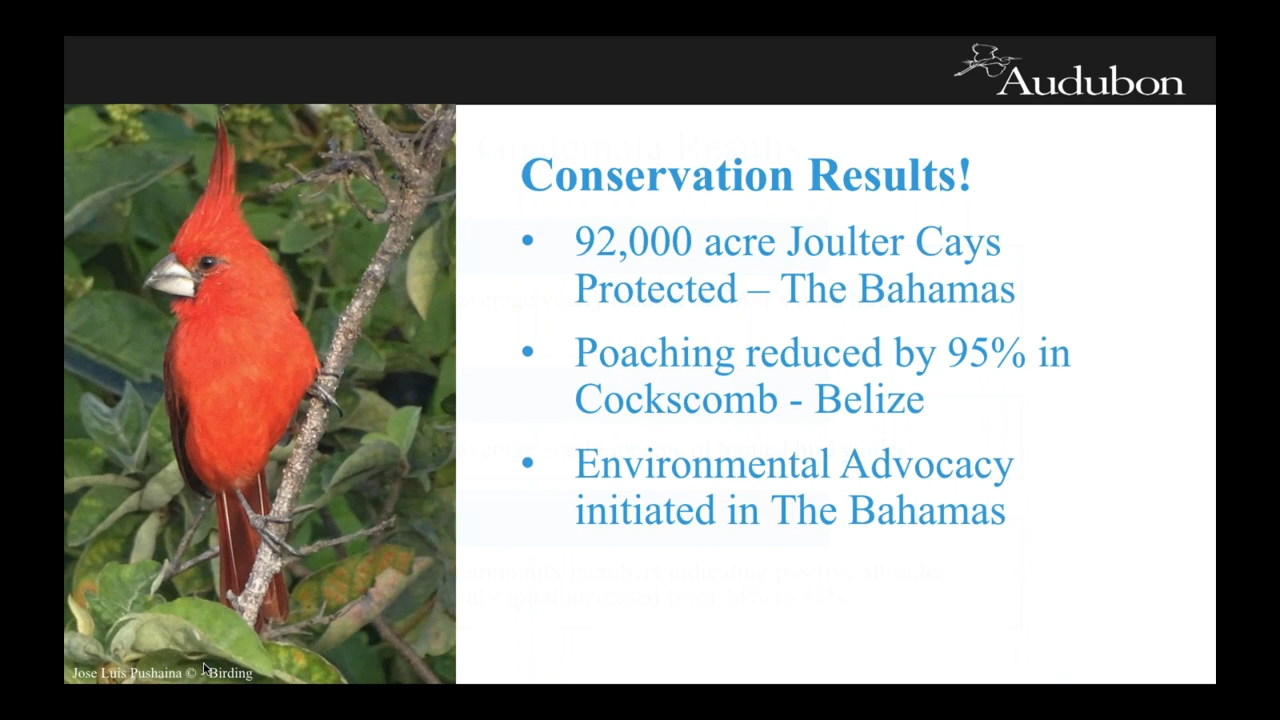 Audubon
Conservation Results!
• 92,000 acre Joulter Cays
Protected – The Bahamas
• Poaching reduced by 95% in
Cockscomb - Belize
• Environmental Advocacy
initiated in The Bahamas
Jose Luis Pushaina © Birding